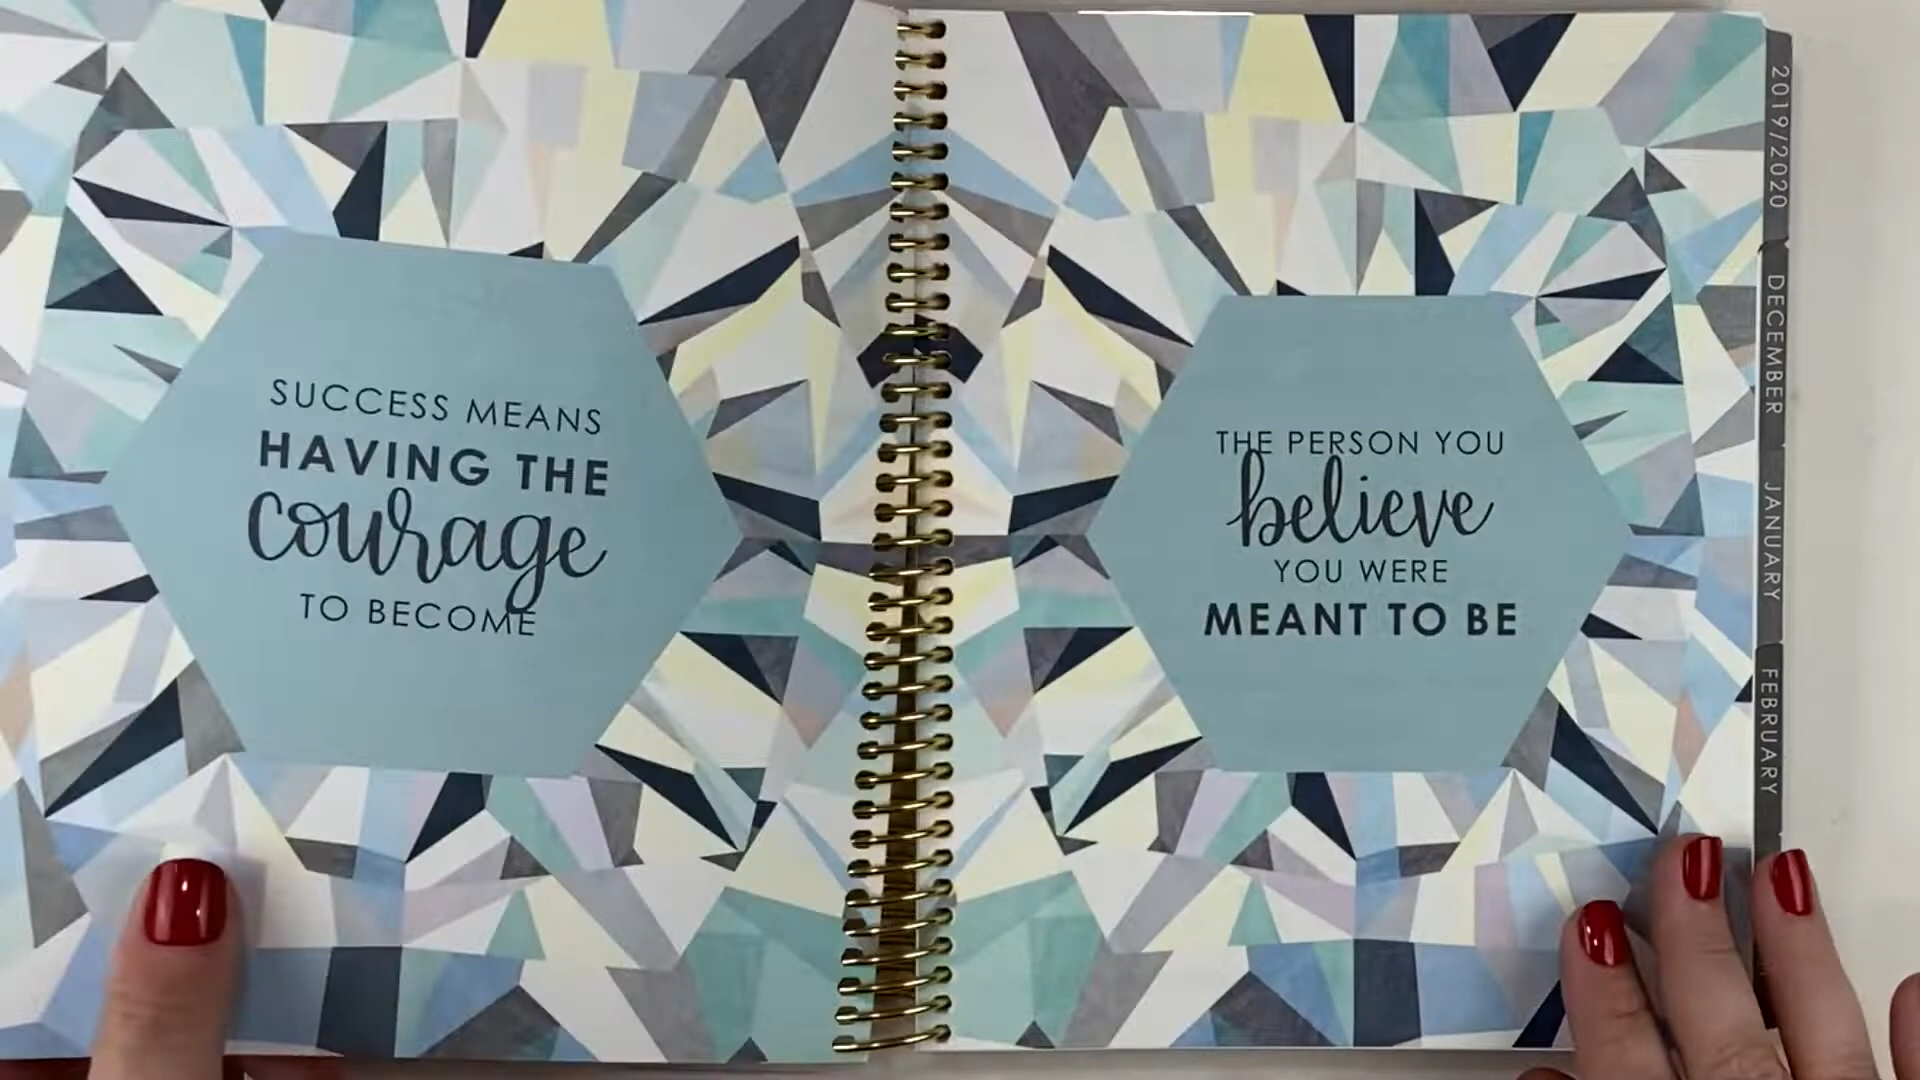 SUCCESS MEANS
HAVING THE
courage
TO BECOME
THE PERSON YOU
believe
YOU WERE
MEANT TO BE
2019/2020
DECEMBER
JANUARY
FEBRUARY